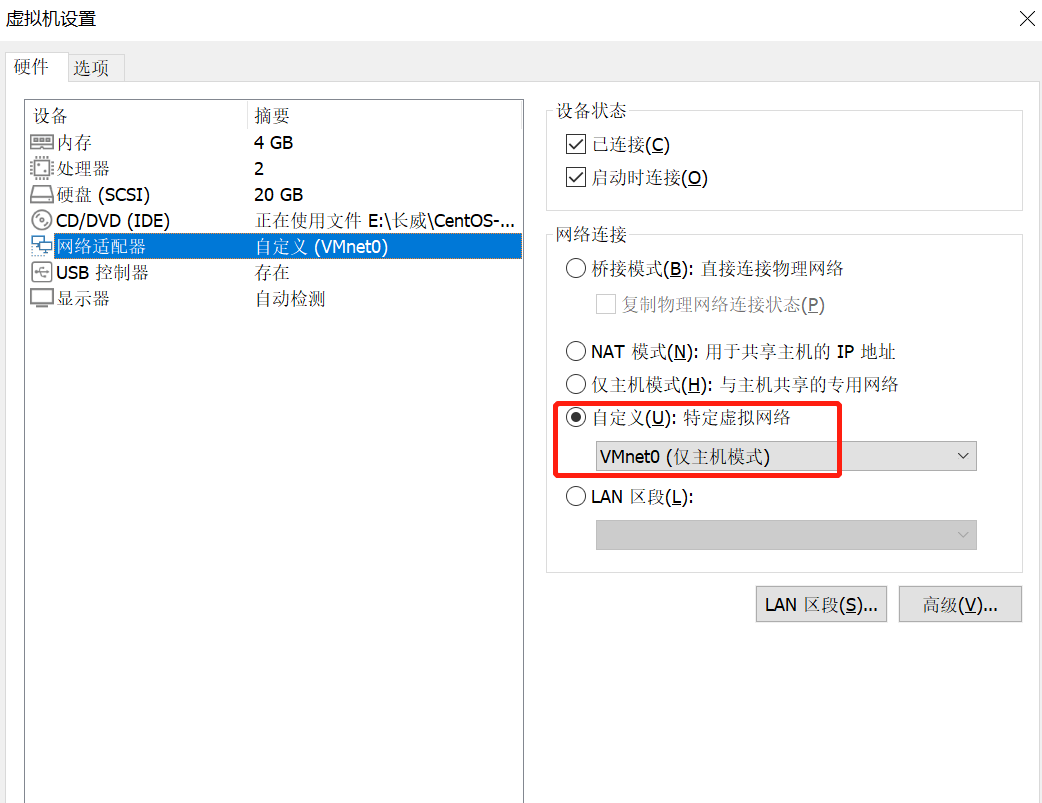 虚拟机设置
硬件 选项
设备 摘要
内存 4 GB
处理器 2
硬盘 (SCSI) 20 GB
CD/DVD (IDE) 正在使用文件 E:\长威\CentOS-...
网络适配器 自定义 (VMnet0)
USB 控制器 存在
显示器 自动检测
设备状态
已连接(C)
启动时连接(O)
网络连接
桥接模式(B): 直接连接物理网络
复制物理网络连接状态(P)
NAT 模式(N): 用于共享主机的 IP 地址
仅主机模式(H): 与主机共享的专用网络
自定义(U): 特定虚拟网络
VMnet0 (仅主机模式)
LAN 区段(L):
LAN 区段(S)... 高级(V)...